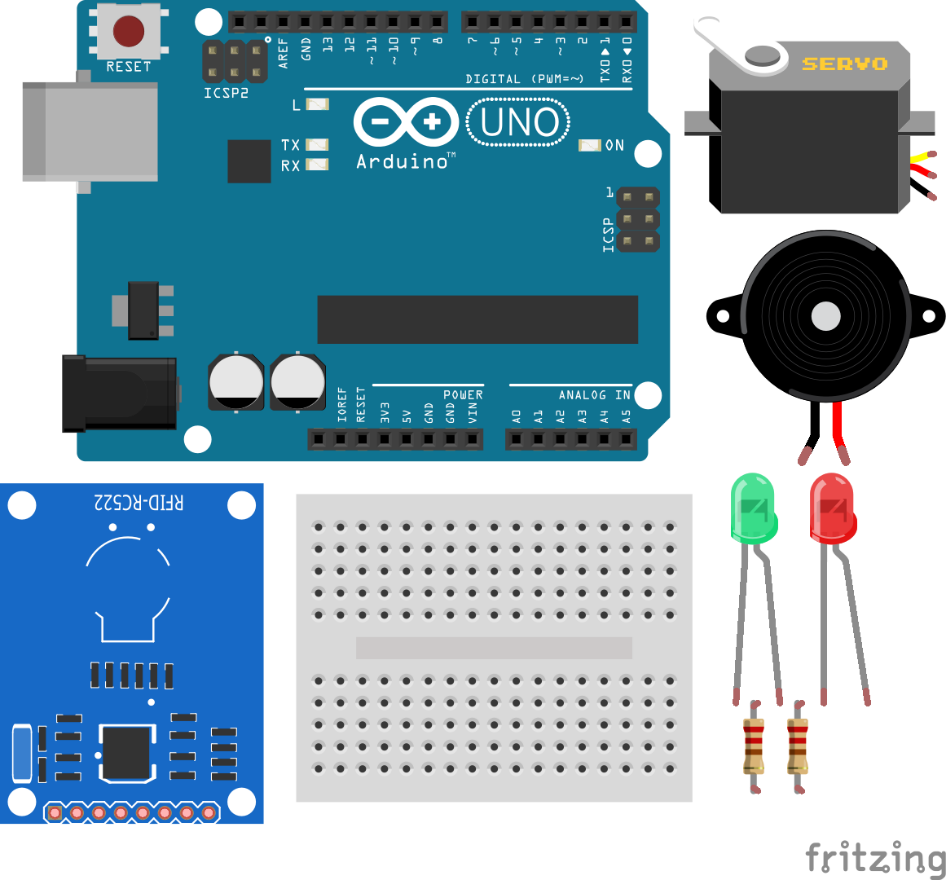 RESET
ICSP2
AREF
GND
13
12
~11
~10
~9
8
7
~6
~5
4
~3
2
TX0▶1
RX0◀0
DIGITAL (PWM=~)
L
TX
RX
Arduino™
UNO
ON
1
ICSP
SERVO
IOREF
RESET
3V3
5V
GND
GND
VIN
POWER
ANALOG IN
A0
A1
A2
A3
A4
A5
RFID-RC522
fritzing